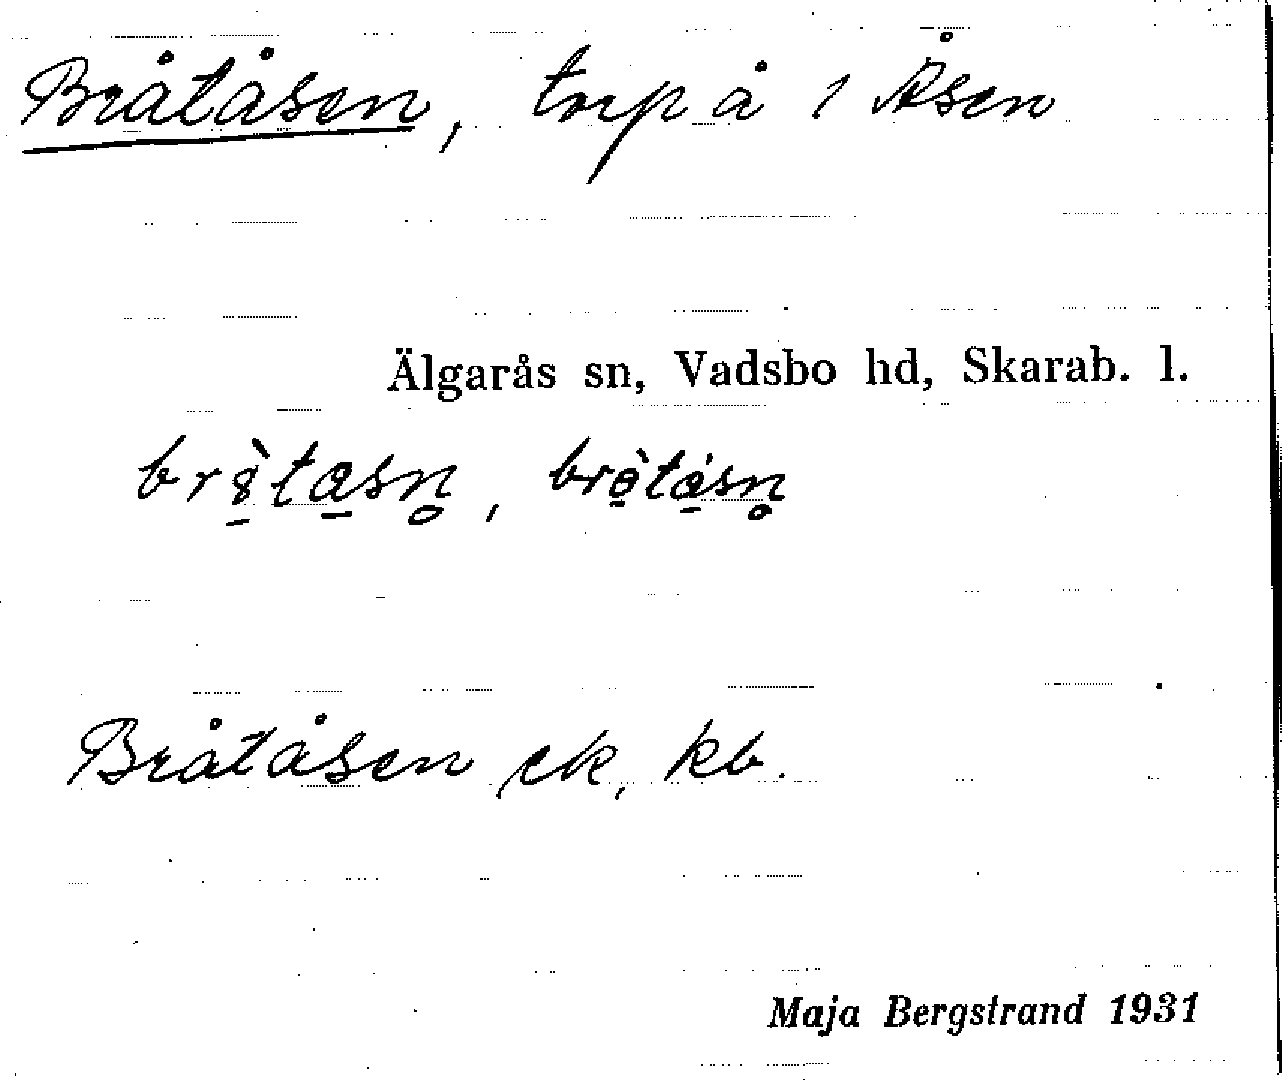 Bråtåsen, torp å 1 Åsen
Älgarås sn, Vadsbo hd, Skarab. l.
Bråtåsen ek, kb.
Maja Bergstrand 1931